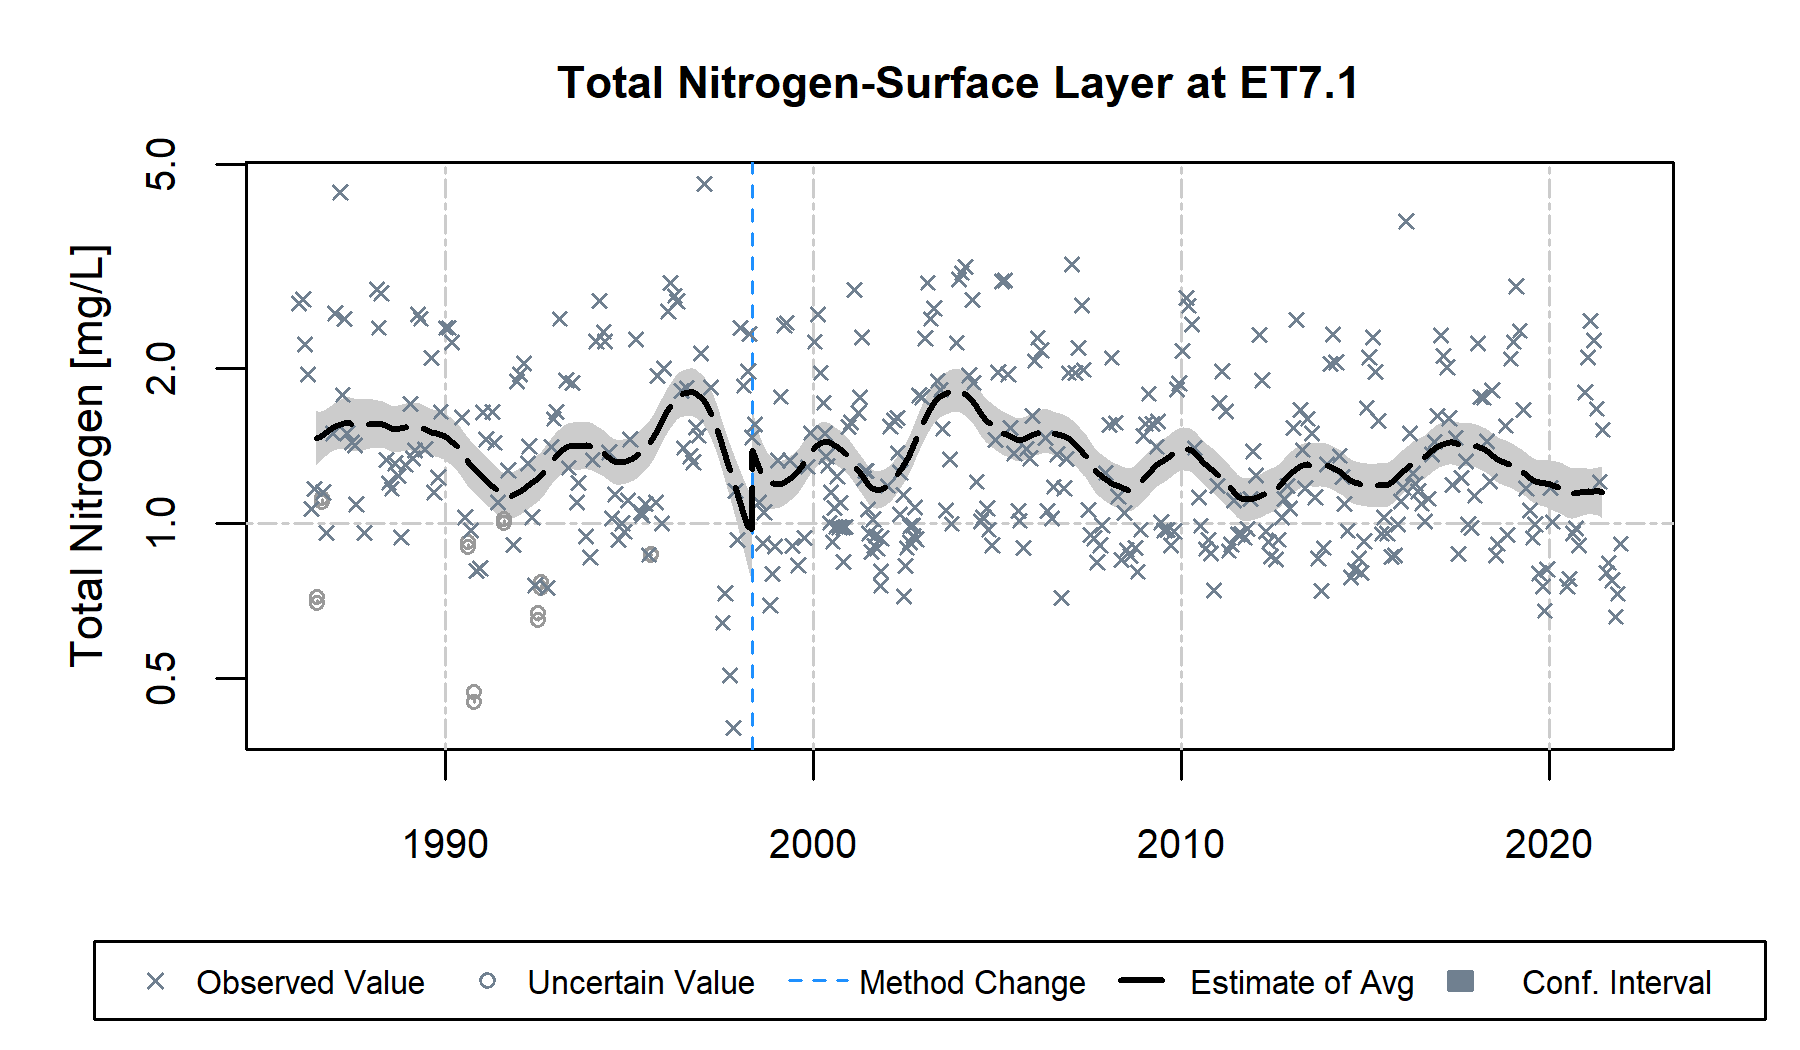 Total Nitrogen-Surface Layer at ET7.1
Total Nitrogen [mg/L]
5.0
2.0
1.0
0.5
1990 2000 2010 2020
Observed Value Uncertain Value Method Change Estimate of Avg Conf. Interval